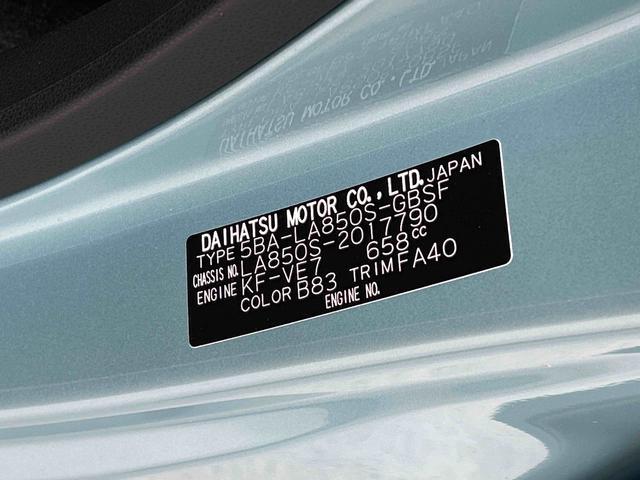 DAIHATSU MOTOR CO., LTD. JAPAN
TYPE 5BA-LA850S-GBSF
CHASSIS NO. LA850S-2017790
ENGINE KF-VE7 658cc
COLOR B83 TRIM FA40
ENGINE NO.